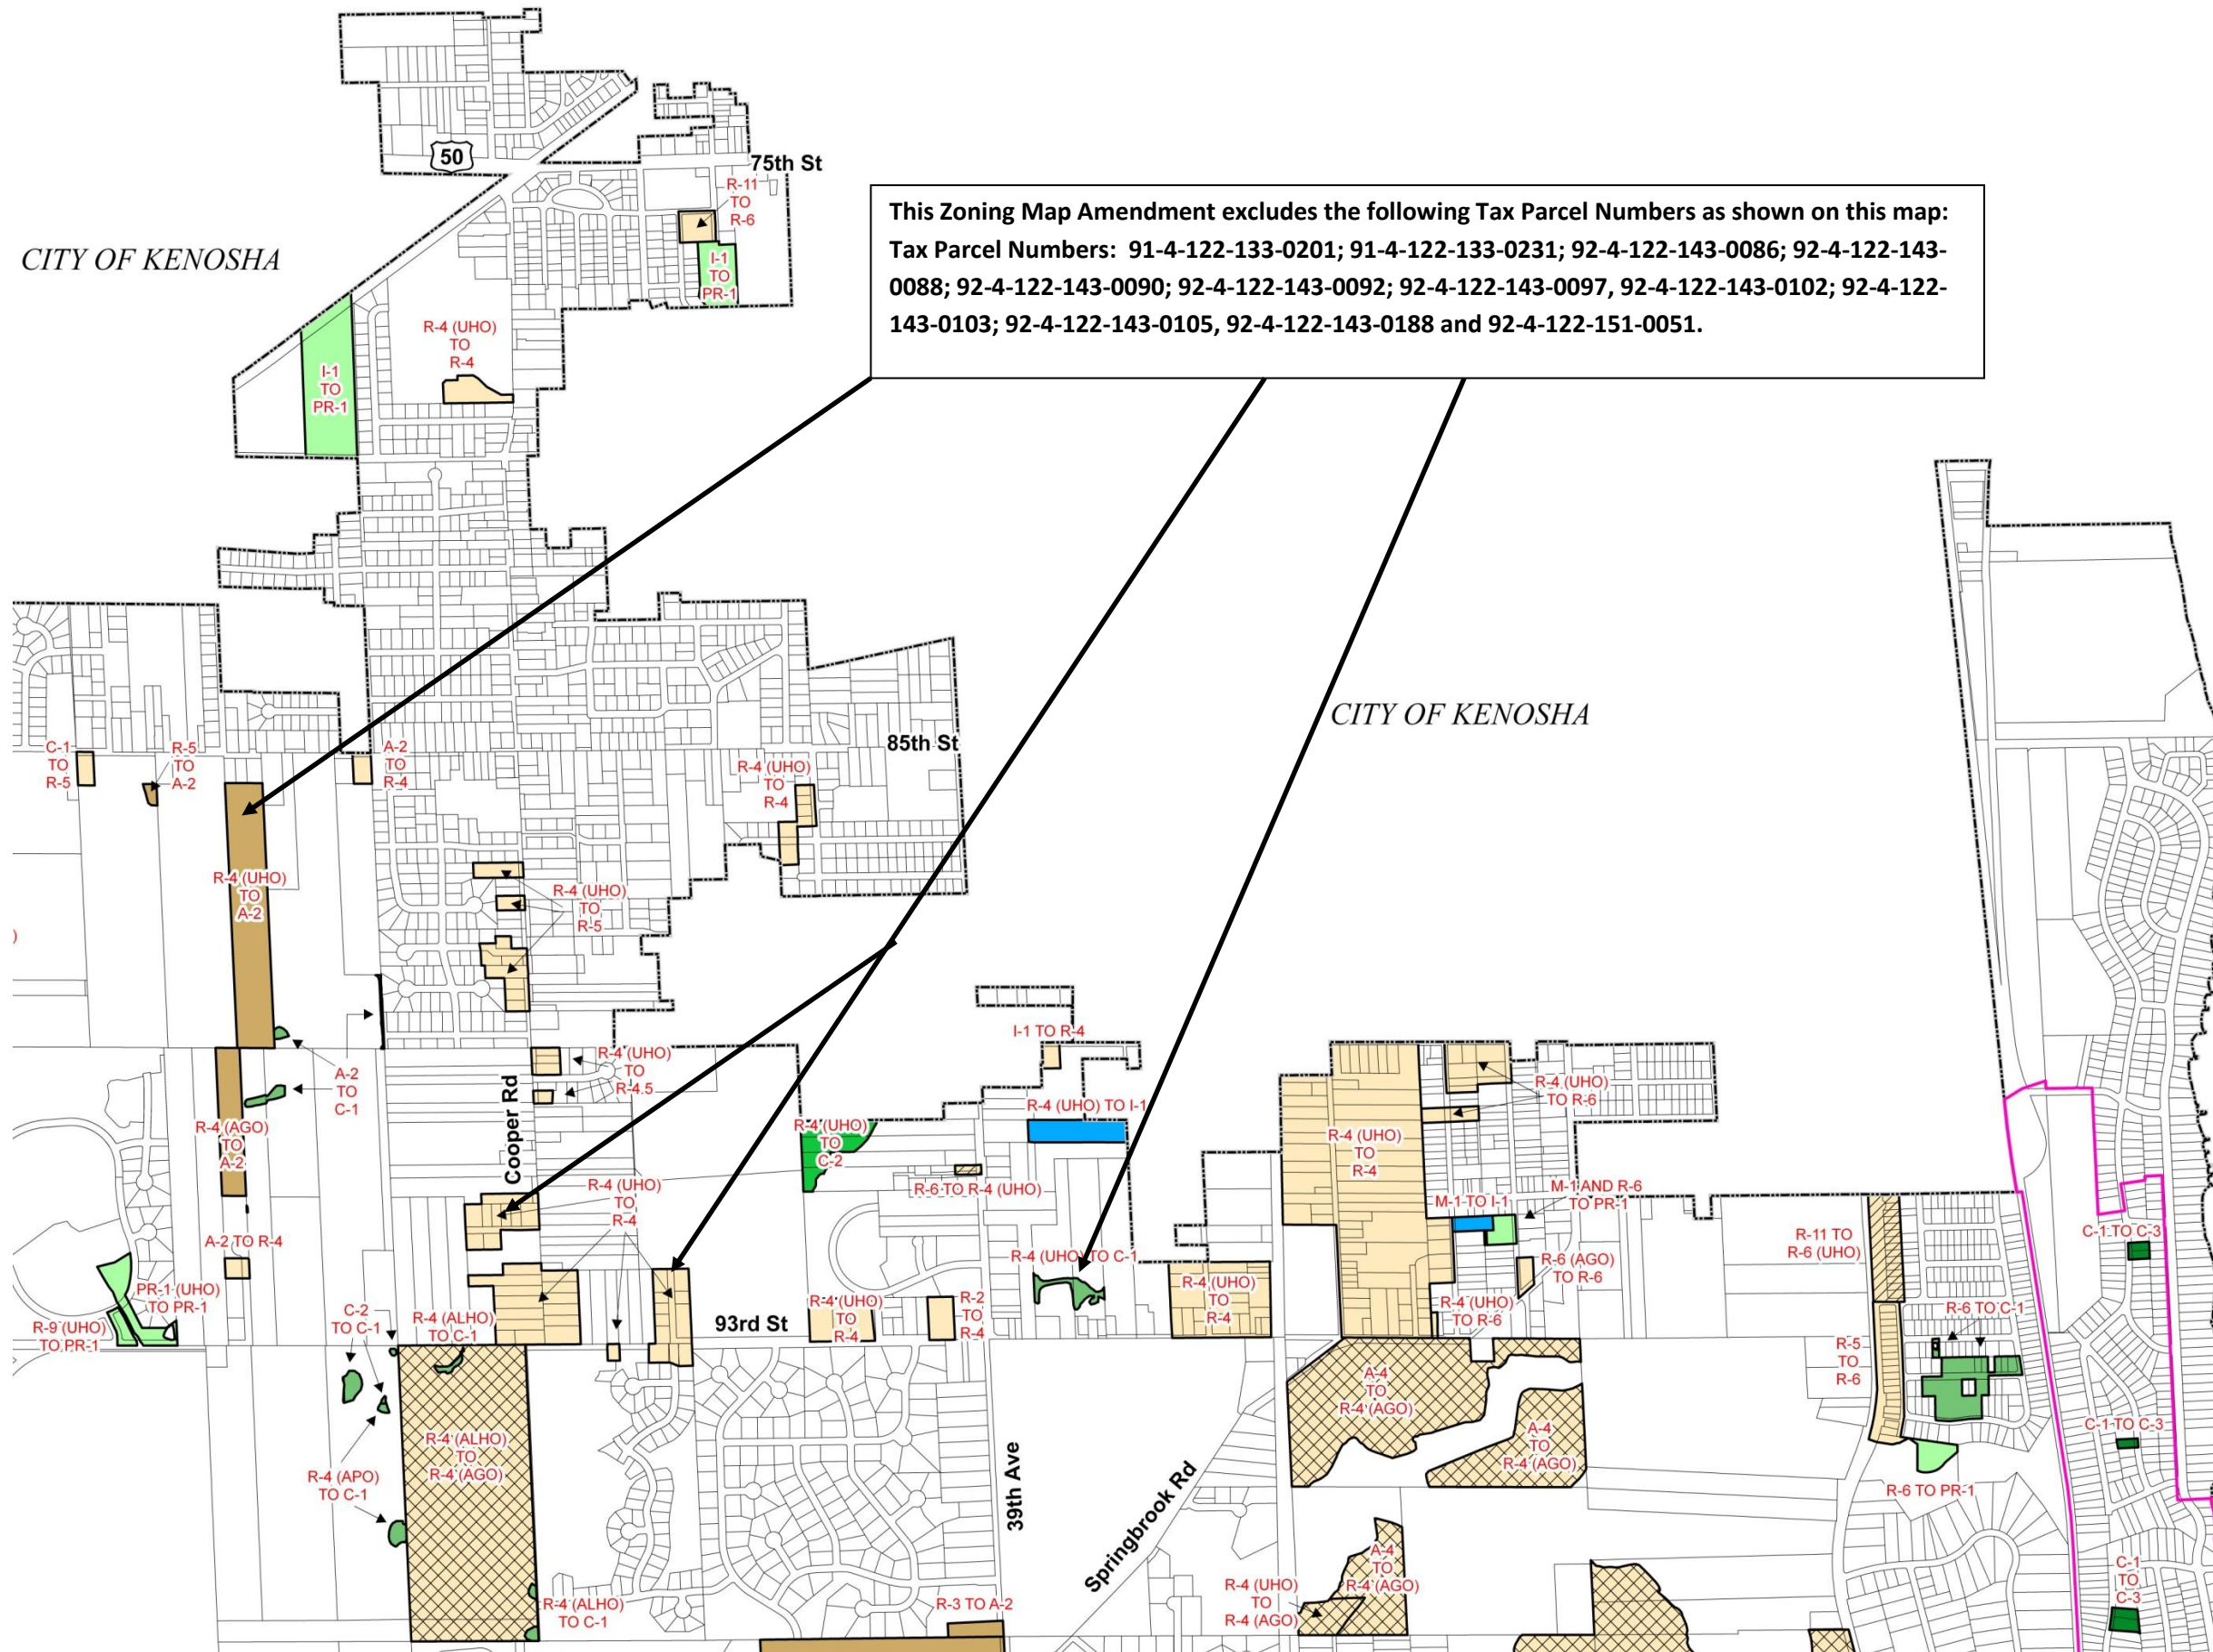 50
75th St
R-11
TO
R-6
This Zoning Map Amendment excludes the following Tax Parcel Numbers as shown on this map:
Tax Parcel Numbers:  91-4-122-133-0201; 91-4-122-133-0231; 92-4-122-143-0086; 92-4-122-143-
0088; 92-4-122-143-0090; 92-4-122-143-0092; 92-4-122-143-0097, 92-4-122-143-0102; 92-4-122-
143-0103; 92-4-122-143-0105, 92-4-122-143-0188 and 92-4-122-151-0051.
CITY OF KENOSHA
I-1
TO
PR-1
R-4 (UHO)
TO
R-4
I-1
TO
PR-1
CITY OF KENOSHA
85th St
C-1
TO
R-5
R-5
TO
A-2
A-2
TO
R-4
R-4 (UHO)
TO
R-4
R-4 (UHO)
TO
A-2
R-4 (UHO)
TO
R-5
)
I-1 TO R-4
R-4 (UHO)
TO
R-4.5
A-2
TO
C-1
Cooper Rd
R-4 (UHO)
TO R-6
R-4 (UHO) TO I-1
R-4 (AGO)
TO
A-2
R-4 (UHO)
TO
C-2
R-4 (UHO)
TO
R-4
R-4 (UHO)
TO
R-4
R-6 TO R-4 (UHO)
M-1 TO I-1
M-1 AND R-6
TO PR-1
R-11 TO
R-6 (UHO)
C-1 TO C-3
A-2 TO R-4
R-4 (UHO) TO C-1
R-6 (AGO)
TO R-6
PR-1 (UHO)
TO PR-1
R-4 (UHO)
TO
R-4
R-9 (UHO)
TO PR-1
C-2
TO C-1
R-4 (ALHO)
TO C-1
93rd St
R-4 (UHO)
TO
R-4
R-2
TO
R-4
R-4 (UHO)
TO R-6
R-6 TO C-1
R-5
TO
R-6
A-4
TO
R-4 (AGO)
A-4
TO
R-4 (AGO)
C-1 TO C-3
R-4 (ALHO)
TO
R-4 (AGO)
R-4 (APO)
TO C-1
39th Ave
Springbrook Rd
R-6 TO PR-1
A-4
TO
R-4 (AGO)
R-4 (UHO)
TO
R-4 (AGO)
C-1
TO
C-3
R-4 (ALHO)
TO C-1
R-3 TO A-2